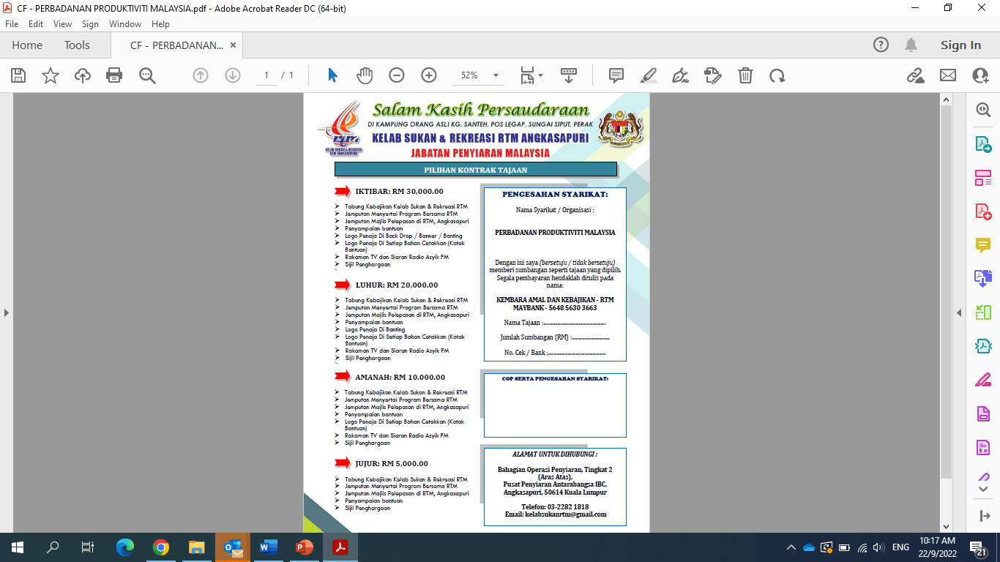 CF - PERBADANAN PRODUKTIVITI MALAYSIA.pdf - Adobe Acrobat Reader DC (64-bit)
File Edit View Sign Window Help
Home Tools CF - PERBADANAN... × Sign In
1 / 1 52%
Salam Kasih Persaudaraan
DI KAMPUNG ORANG ASLI KG. SANTEH, POS LEGAP, SUNGAI SIPUT, PERAK
KELAB SUKAN & REKREASI RTM ANGKASAPURI
JABATAN PENYIARAN MALAYSIA
rtm
KELAB SUKAN & REKREASI
RTM ANGKASAPURI
PILIHAN KONTRAK TAJAAN
IKTIBAR: RM 30,000.00
Tabung Kebajikan Kelab Sukan & Rekreasi RTM
Jemputan Menyertai Program Bersama RTM
Jemputan Majlis Pelepasan di RTM, Angkasapuri
Penyampaian bantuan
Logo Penaja Di Back Drop / Banner / Banting
Logo Penaja Di Setiap Bahan Cetakkan (Kotak
Bantuan)
Rakaman TV dan Siaran Radio Asyik FM
Sijil Penghargaan
LUHUR: RM 20,000.00
Tabung Kebajikan Kelab Sukan & Rekreasi RTM
Jemputan Menyertai Program Bersama RTM
Jemputan Majlis Pelepasan di RTM, Angkasapuri
Penyampaian bantuan
Logo Penaja Di Banting
Logo Penaja Di Setiap Bahan Cetakkan (Kotak
Bantuan)
Rakaman TV dan Siaran Radio Asyik FM
Sijil Penghargaan
AMANAH: RM 10,000.00
Tabung Kebajikan Kelab Sukan & Rekreasi RTM
Jemputan Menyertai Program Bersama RTM
Jemputan Majlis Pelepasan di RTM, Angkasapuri
Penyampaian bantuan
Logo Penaja Di Setiap Bahan Cetakkan (Kotak
Bantuan)
Rakaman TV dan Siaran Radio Asyik FM
Sijil Penghargaan
JUJUR: RM 5,000.00
Tabung Kebajikan Kelab Sukan & Rekreasi RTM
Jemputan Menyertai Program Bersama RTM
Jemputan Majlis Pelepasan di RTM, Angkasapuri
Penyampaian bantuan
Sijil Penghargaan
PENGESAHAN SYARIKAT:
Nama Syarikat / Organisasi :
PERBADANAN PRODUKTIVITI MALAYSIA
Dengan ini saya (bersetuju / tidak bersetuju)
memberi sumbangan seperti tajaan yang dipilih.
Segala pembayaran hendaklah ditulis pada
nama:
KEMBARA AMAL DAN KEBAJIKAN - RTM
MAYBANK - 5648 5630 3663
Nama Tajaan :..........................................
Jumlah Sumbangan (RM) :.........................
No. Cek / Bank :.......................................
COP SERTA PENGESAHAN SYARIKAT:
ALAMAT UNTUK DIHUBUNGI :
Bahagian Operasi Penyiaran, Tingkat 2
(Aras Atas),
Pusat Penyiaran Antarabangsa IBC,
Angkasapuri, 50614 Kuala Lumpur
Telefon: 03-2282 1818
Email: kelabsukanrtm@gmail.com
ENG
10:17 AM
22/9/2022
21